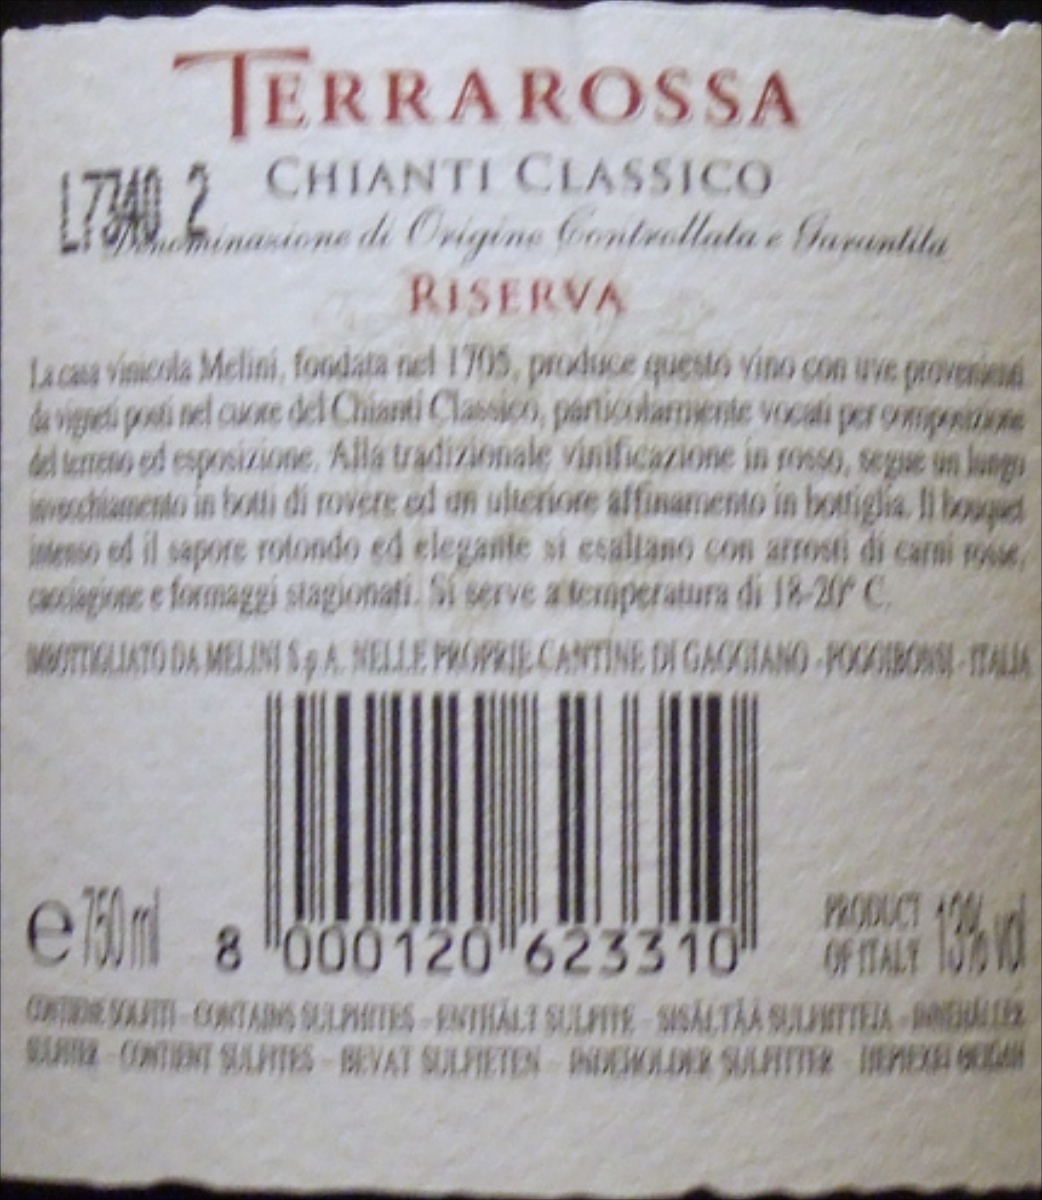 TERRAROSSA
CHIANTI CLASSICO
L7340 2
Denominazione di Origine Controllata e Garantita
RISERVA
La casa vinicola Melini, fondata nel 1705, produce questo vino con uve provenienti
da vigneti posti nel cuore del Chianti Classico, particolarmente vocati per composizione
del terreno ed esposizione. Alla tradizionale vinificazione in rosso, segue un lungo
invecchiamento in botti di rovere ed un ulteriore affinamento in bottiglia. Il bouquet
intenso ed il sapore rotondo ed elegante si esaltano con arrosti di carni rosse,
cacciagione e formaggi stagionati. Si serve a temperatura di 18-20° C.
IMBOTTIGLIATO DA MELINI S.p.A. NELLE PROPRIE CANTINE DI GAGGIANO - POGGIBONSI - ITALIA
e 750 ml
8 000120 623310
PRODUCT
OF ITALY
13% vol
CONTIENE SOLFITI - CONTAINS SULPHITES - ENTHÄLT SULFITE - SISÄLTÄÄ SULFIITTEJA - INNEHÅLLER
SULFITER - CONTIENT SULFITES - BEVAT SULFIETEN - INDEHOLDER SULFITTER - ΠΕΡΙΕΧΕΙ